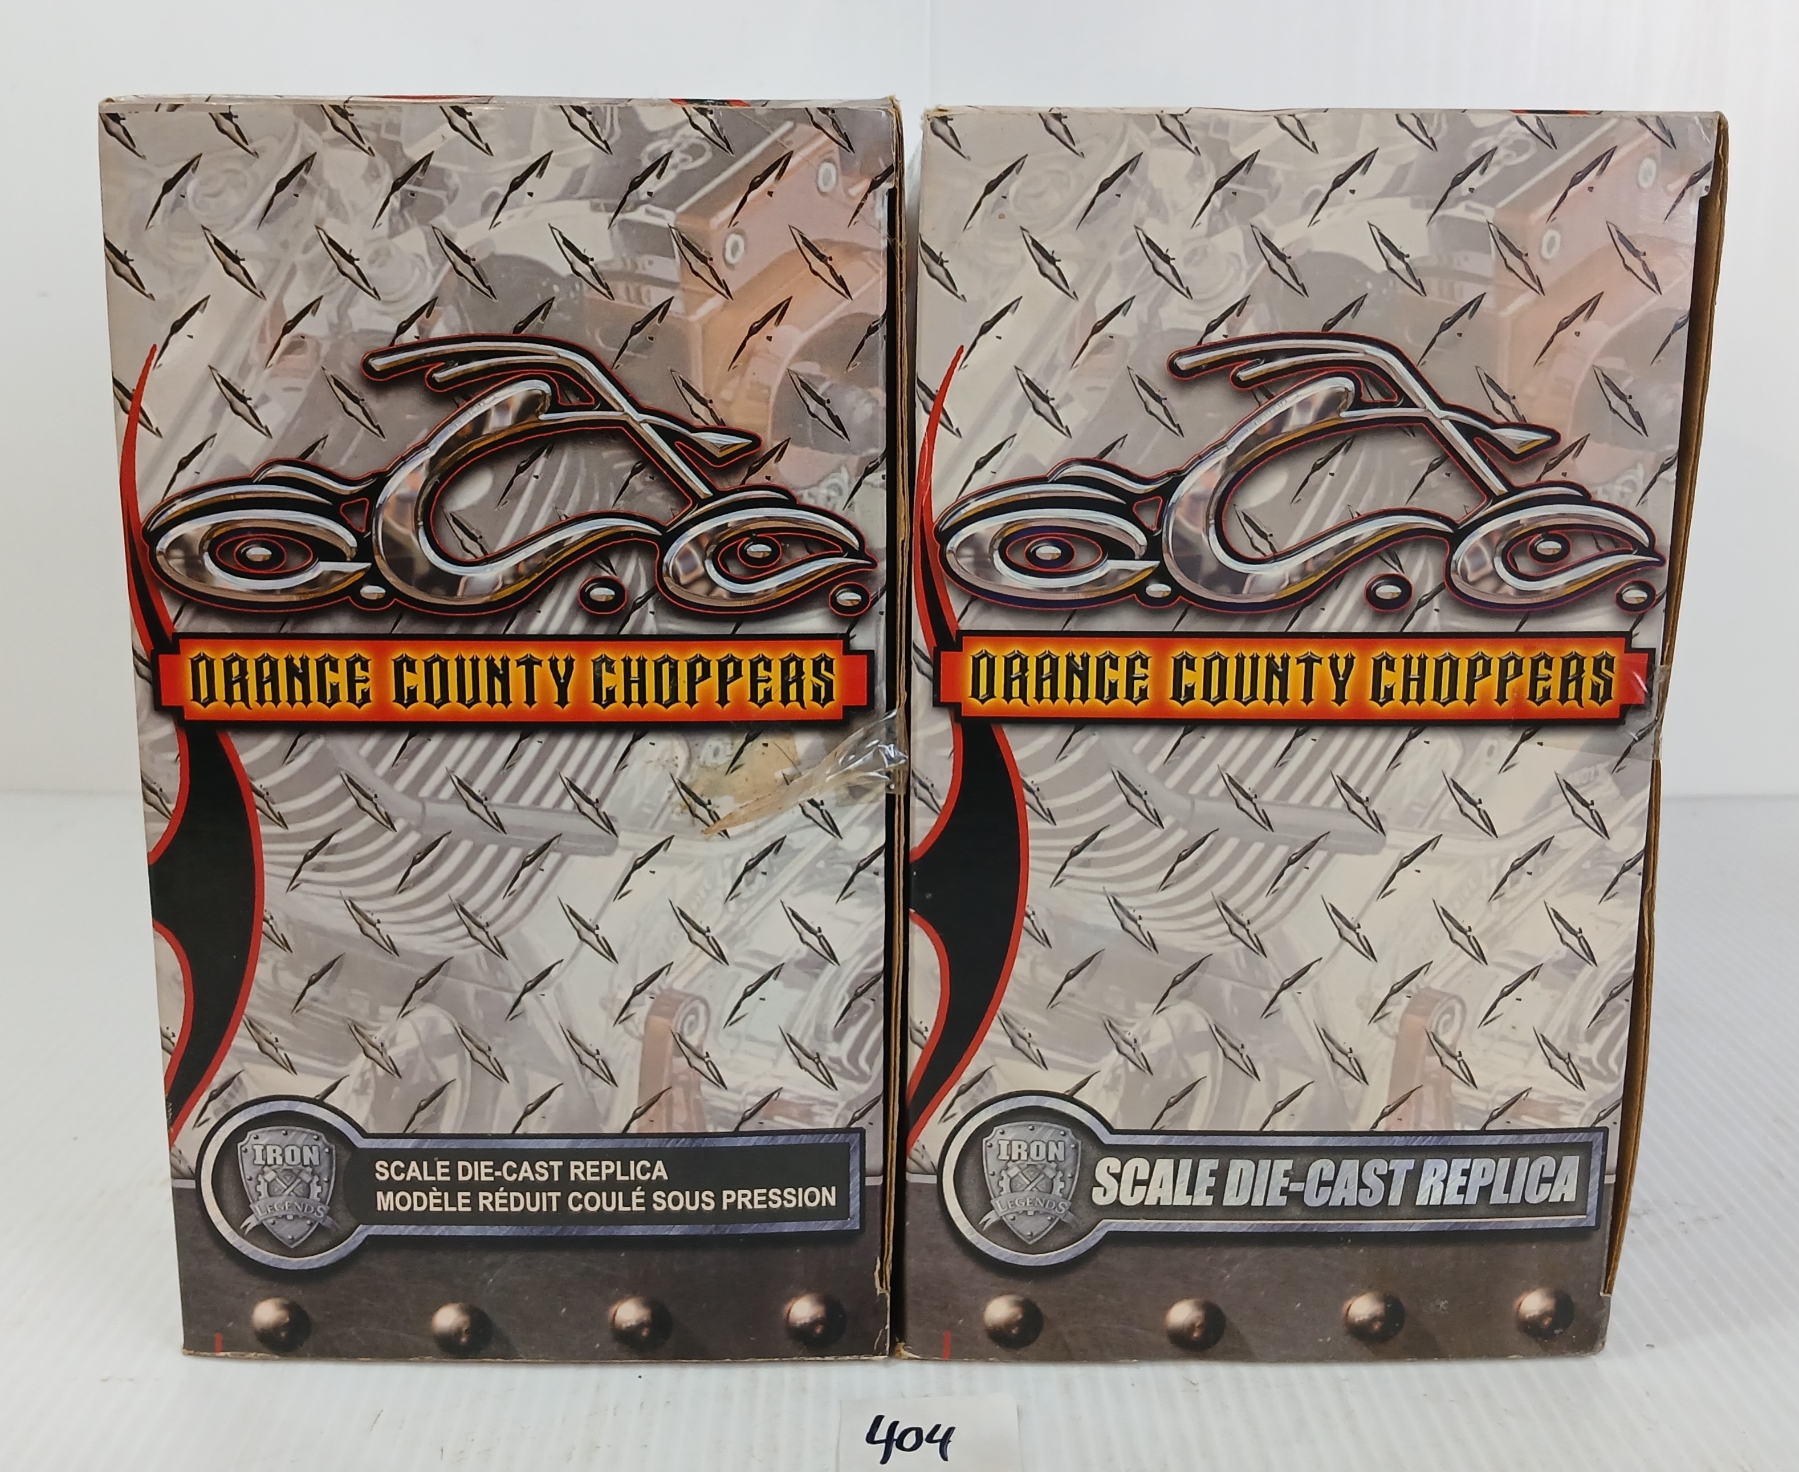 O.C.C.
ORANGE COUNTY CHOPPERS
IRON
LEGENDS
SCALE DIE-CAST REPLICA
MODÈLE RÉDUIT COULÉ SOUS PRESSION
O.C.C.
ORANGE COUNTY CHOPPERS
IRON
LEGENDS
SCALE DIE-CAST REPLICA
404